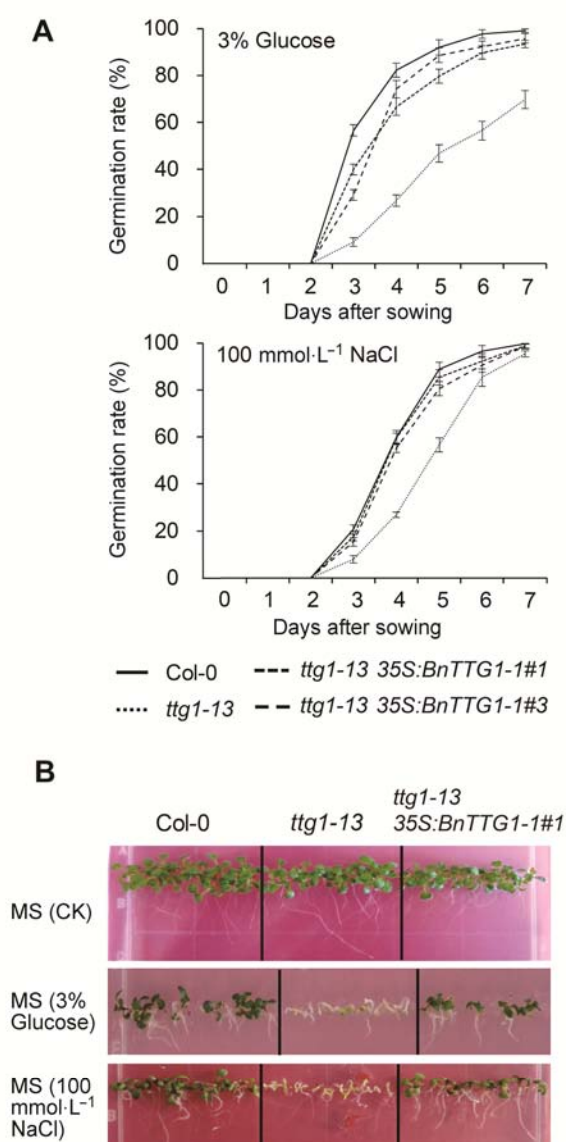 A
3% Glucose
Germination rate (%)
100
80
60
40
20
0
0 1 2 3 4 5 6 7
Days after sowing
100 mmol·L⁻¹ NaCl
Germination rate (%)
100
80
60
40
20
0
0 1 2 3 4 5 6 7
Days after sowing
Col-0
ttg1-13 35S:BnTTG1-1#1
ttg1-13
ttg1-13 35S:BnTTG1-1#3
B
Col-0
ttg1-13
ttg1-13
35S:BnTTG1-1#1
MS (CK)
MS (3%
Glucose)
MS (100
mmol·L⁻¹
NaCl)